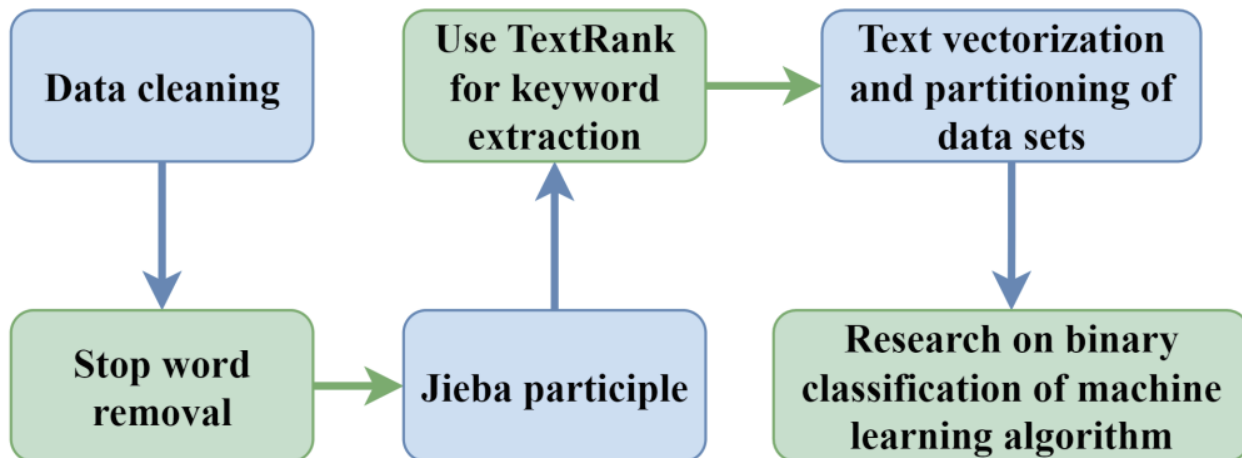 Data cleaning
Stop word
removal
Jieba participle
Use TextRank
for keyword
extraction
Text vectorization
and partitioning of
data sets
Research on binary
classification of machine
learning algorithm